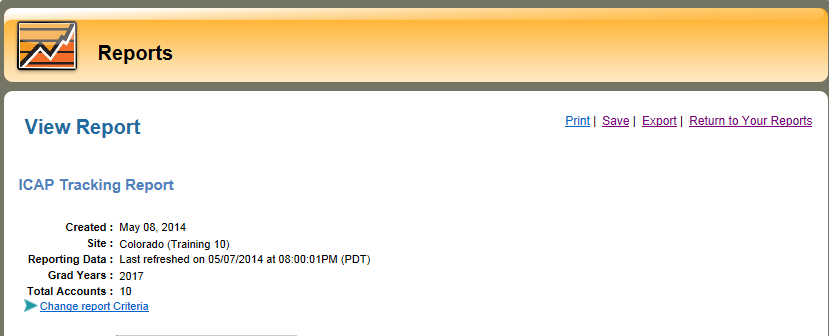 Reports
View Report
Print | Save | Export | Return to Your Reports
ICAP Tracking Report
Created : May 08, 2014
Site : Colorado (Training 10)
Reporting Data : Last refreshed on 05/07/2014 at 08:00:01PM (PDT)
Grad Years : 2017
Total Accounts : 10
Change report Criteria